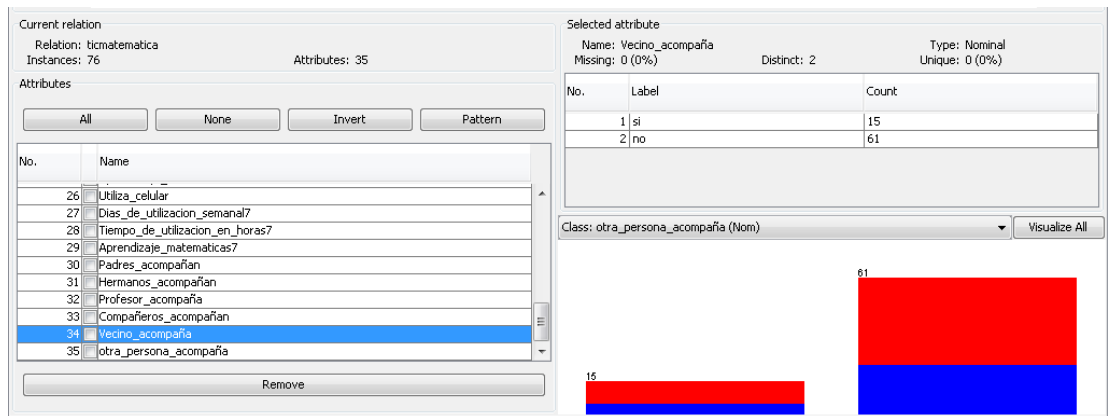 Current relation
Relation: ticmatematica
Instances: 76 Attributes: 35
Attributes
All None Invert Pattern
No. Name
26 Utiliza_celular
27 Dias_de_utilizacion_semanal7
28 Tiempo_de_utilizacion_en_horas7
29 Aprendizaje_matematicas7
30 Padres_acompañan
31 Hermanos_acompañan
32 Profesor_acompaña
33 Compañeros_acompañan
34 Vecino_acompaña
35 otra_persona_acompaña
Remove
Selected attribute
Name: Vecino_acompaña Type: Nominal
Missing: 0 (0%) Distinct: 2 Unique: 0 (0%)
No. Label Count
1 si 15
2 no 61
Class: otra_persona_acompaña (Nom) Visualize All
61
15